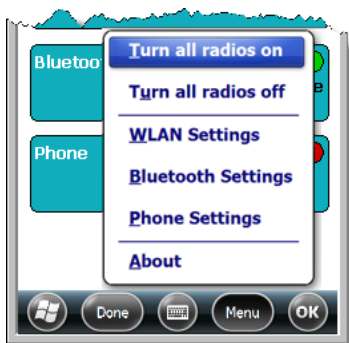 Bluetoo
Turn all radios on
Turn all radios off
e
WLAN Settings
Phone
Bluetooth Settings
Phone Settings
About
Done
Menu
OK